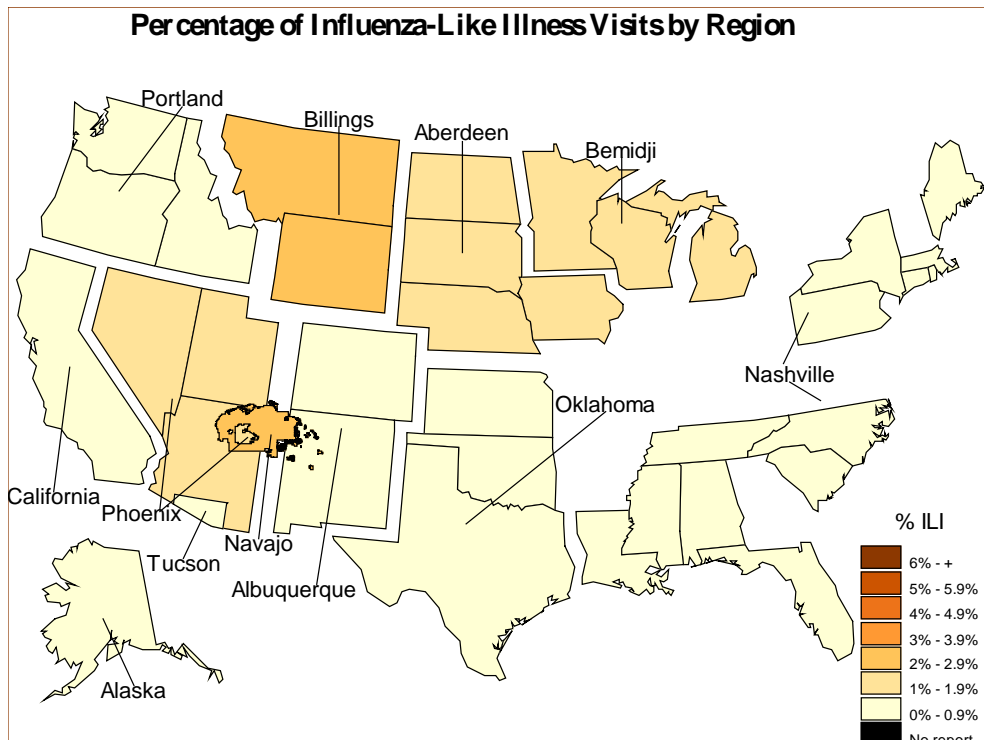 Percentage of Influenza-Like Illness Visits by Region
Portland
Billings
Aberdeen
Bemidji
Nashville
Oklahoma
California
Phoenix
Tucson
Navajo
Albuquerque
Alaska
% ILI
6% - +
5% - 5.9%
4% - 4.9%
3% - 3.9%
2% - 2.9%
1% - 1.9%
0% - 0.9%
No report